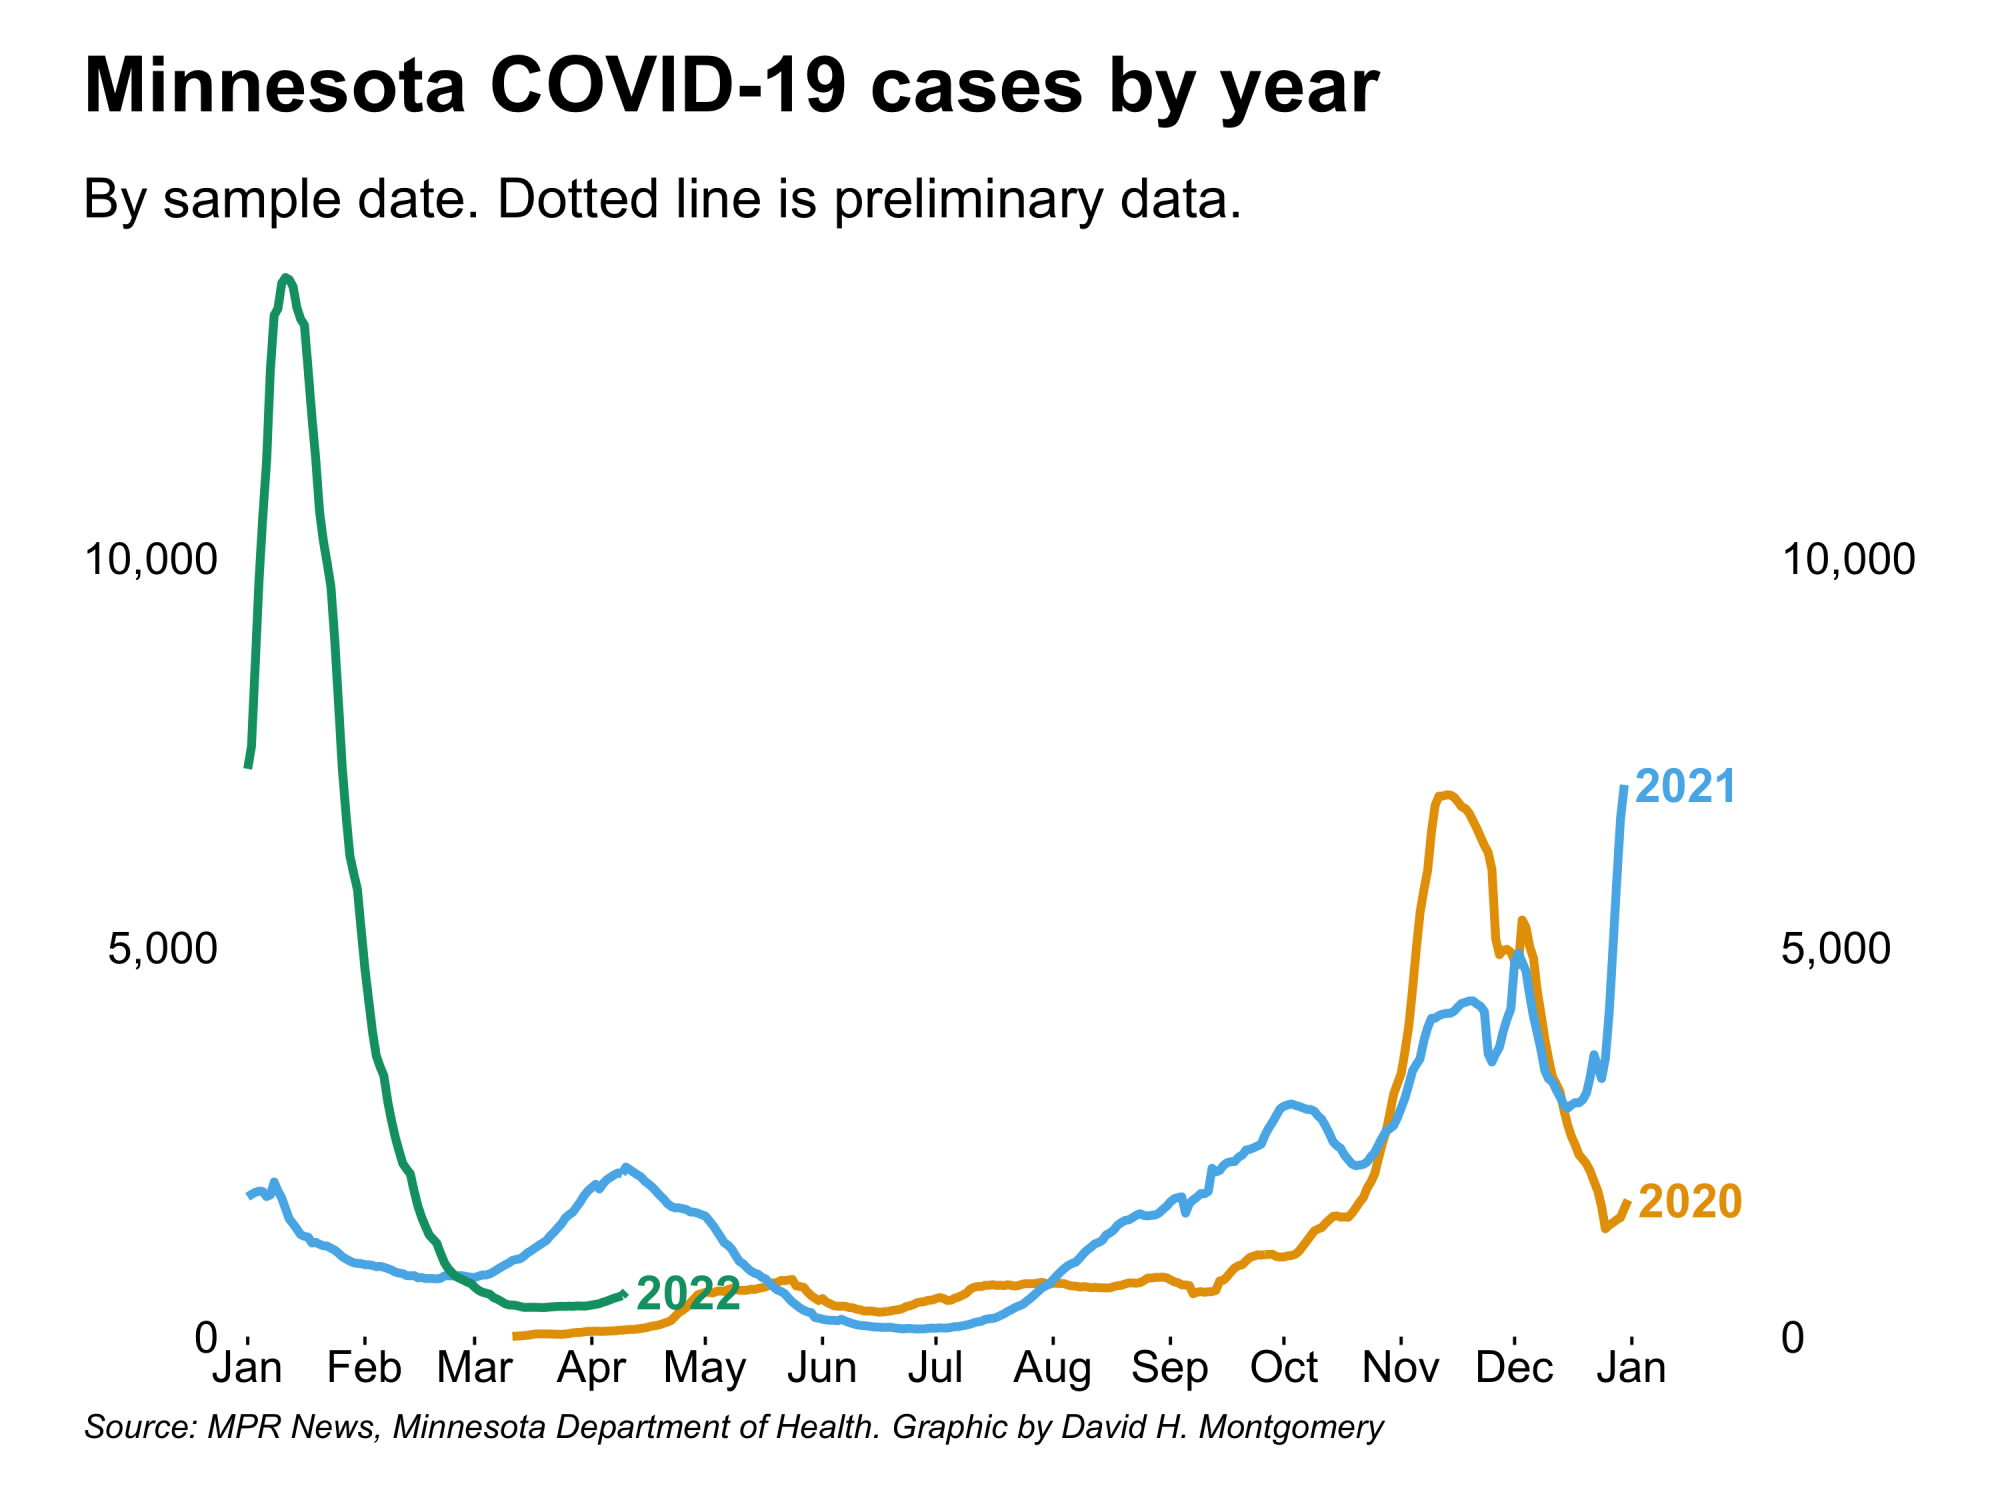 Minnesota COVID-19 cases by year
By sample date. Dotted line is preliminary data.
10,000 10,000
2021
5,000 5,000
2020
2022
0 0
Jan Feb Mar Apr May Jun Jul Aug Sep Oct Nov Dec Jan
Source: MPR News, Minnesota Department of Health. Graphic by David H. Montgomery